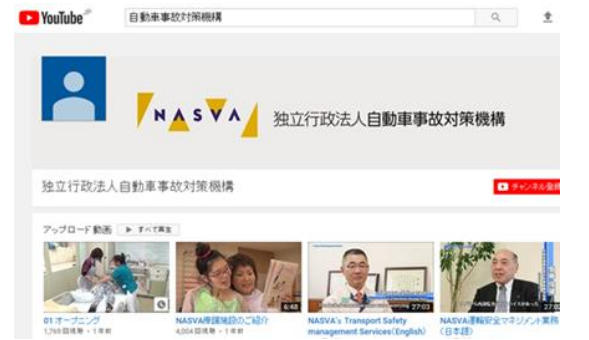 YouTube JP
自動車事故対策機構
NASVA 独立行政法人自動車事故対策機構
独立行政法人自動車事故対策機構
チャンネル登録
アップロード動画 ▶ すべて再生
6:48
27:03
01 オープニング
1,769 回視聴・1 年前
NASVA療護施設のご紹介
4,004 回視聴・1 年前
NASVA's Transport Safety
management Services(English)
NASVA運輸安全マネジメント業務
(日本語)